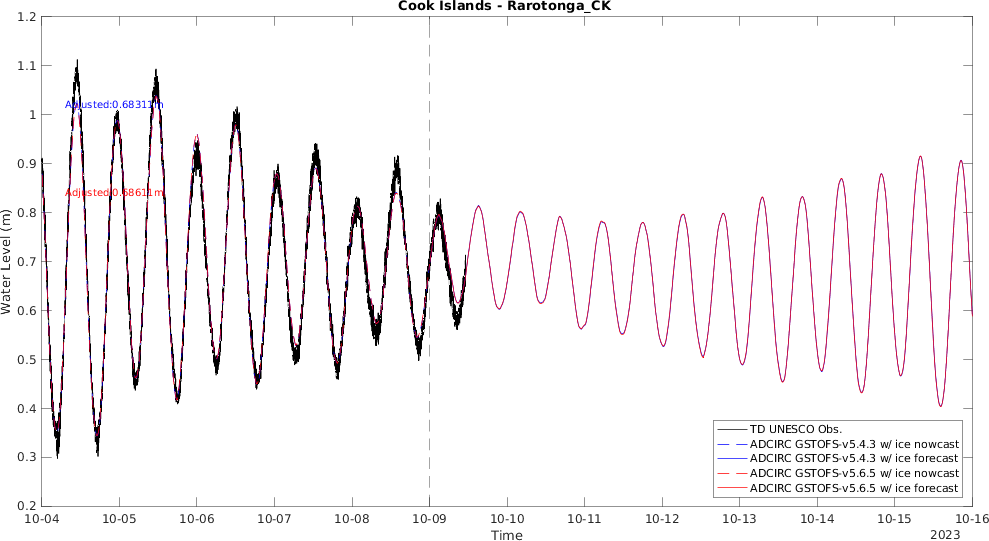 Cook Islands - Rarotonga_CK
1.2
1.1
1
0.9
0.8
0.7
0.6
0.5
0.4
0.3
0.2
Water Level (m)
Adjusted:0.68311m
Adjusted:0.68611m
TD UNESCO Obs.
ADCIRC GSTOFS-v5.4.3 w/ ice nowcast
ADCIRC GSTOFS-v5.4.3 w/ ice forecast
ADCIRC GSTOFS-v5.6.5 w/ ice nowcast
ADCIRC GSTOFS-v5.6.5 w/ ice forecast
10-04 10-05 10-06 10-07 10-08 10-09 10-10 10-11 10-12 10-13 10-14 10-15 10-16
Time
2023